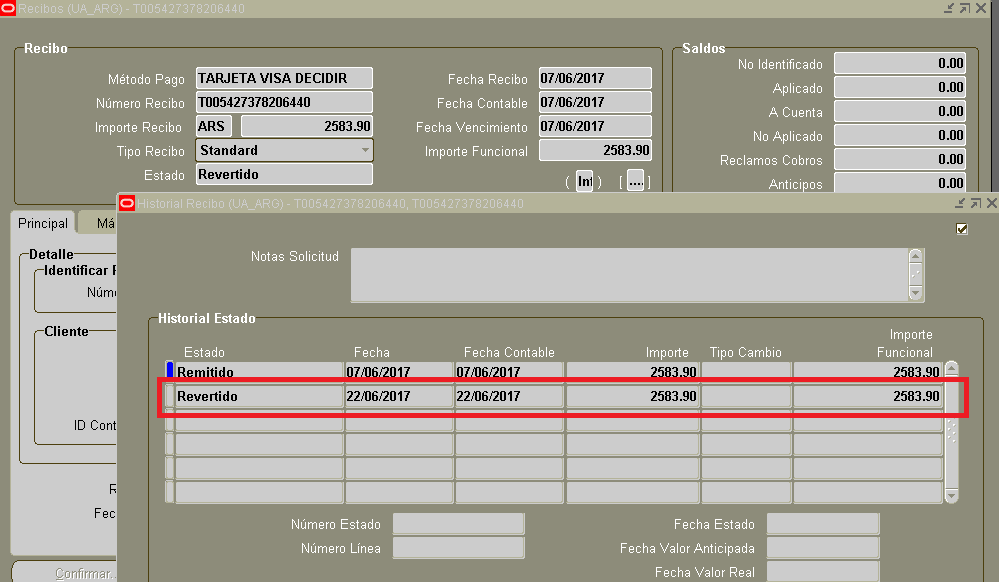 Recibos (UA_ARG) - T005427378206440
Recibo
Método Pago TARJETA VISA DECIDIR
Número Recibo T005427378206440
Importe Recibo ARS 2583.90
Tipo Recibo Standard
Estado Revertido
Fecha Recibo 07/06/2017
Fecha Contable 07/06/2017
Fecha Vencimiento 07/06/2017
Importe Funcional 2583.90
( Int ) [ .... ]
Saldos
No Identificado 0.00
Aplicado 0.00
A Cuenta 0.00
No Aplicado 0.00
Reclamos Cobros 0.00
Anticipos 0.00
Principal Má
Detalle
Identificar
Núm
Cliente
ID Cont
Fec
Confirmar.
Historial Recibo (UA_ARG) - T005427378206440, T005427378206440
Notas Solicitud
Historial Estado
Estado Fecha Fecha Contable Importe Tipo Cambio Importe Funcional
Remitido 07/06/2017 07/06/2017 2583.90 2583.90
Revertido 22/06/2017 22/06/2017 2583.90 2583.90
Número Estado
Número Línea
Fecha Estado
Fecha Valor Anticipada
Fecha Valor Real